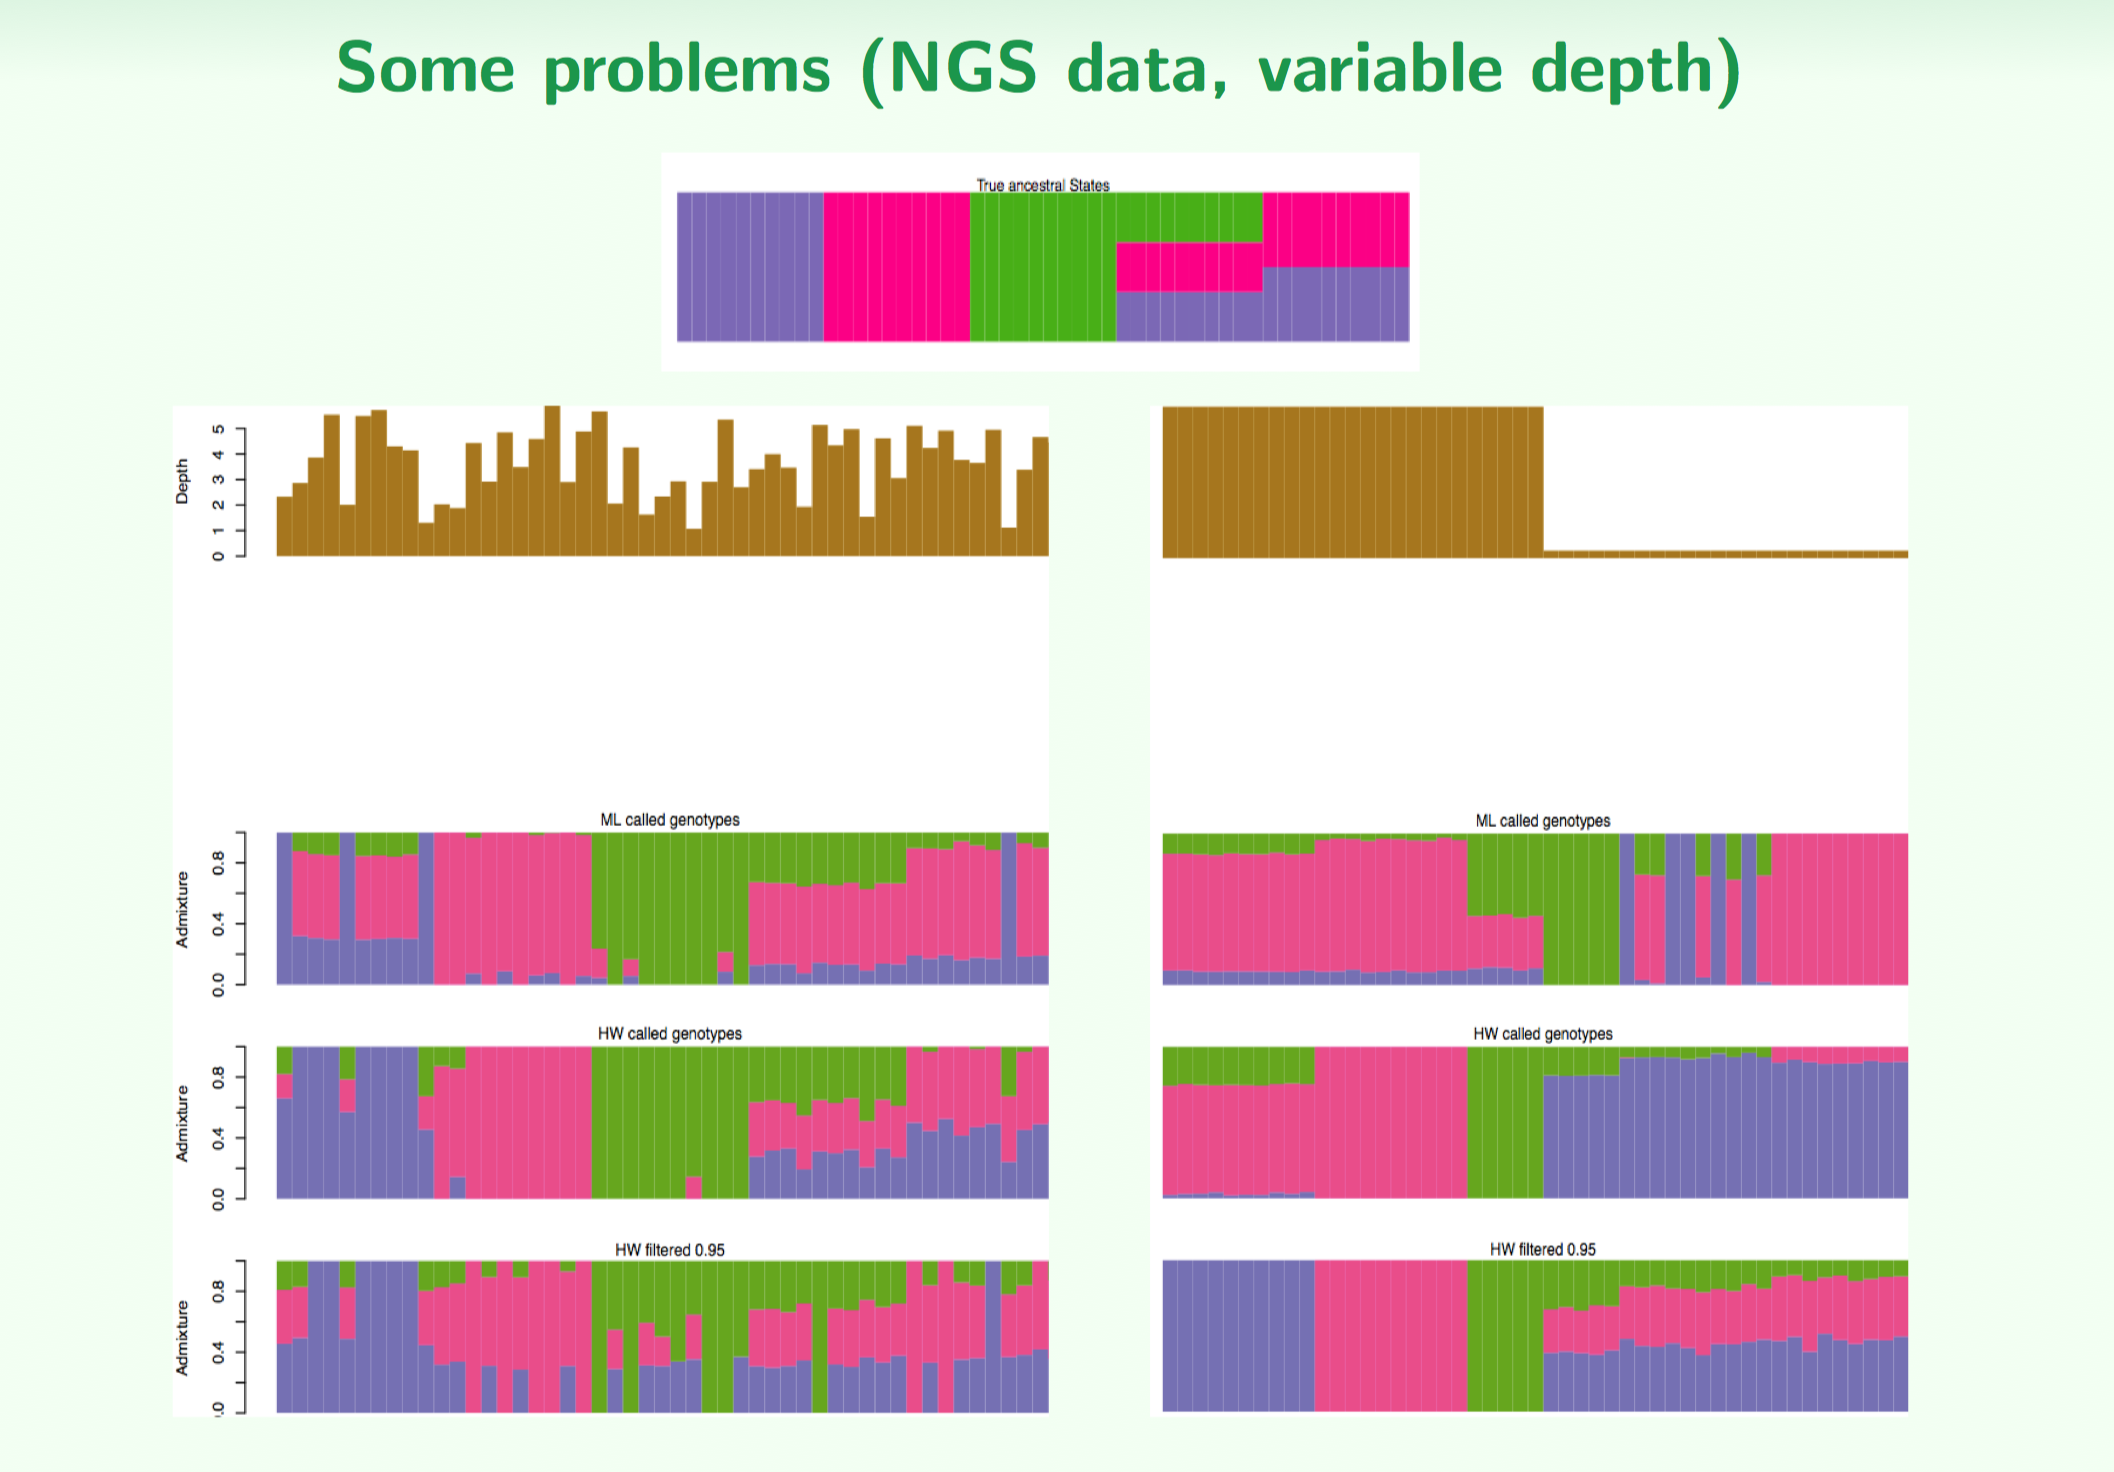 Some problems (NGS data, variable depth)
True ancestral States
Depth
5
4
3
2
1
0
ML called genotypes
Admixture
0.8
0.4
0.0
ML called genotypes
HW called genotypes
Admixture
0.8
0.4
0.0
HW called genotypes
HW filtered 0.95
Admixture
0.8
0.4
.0
HW filtered 0.95